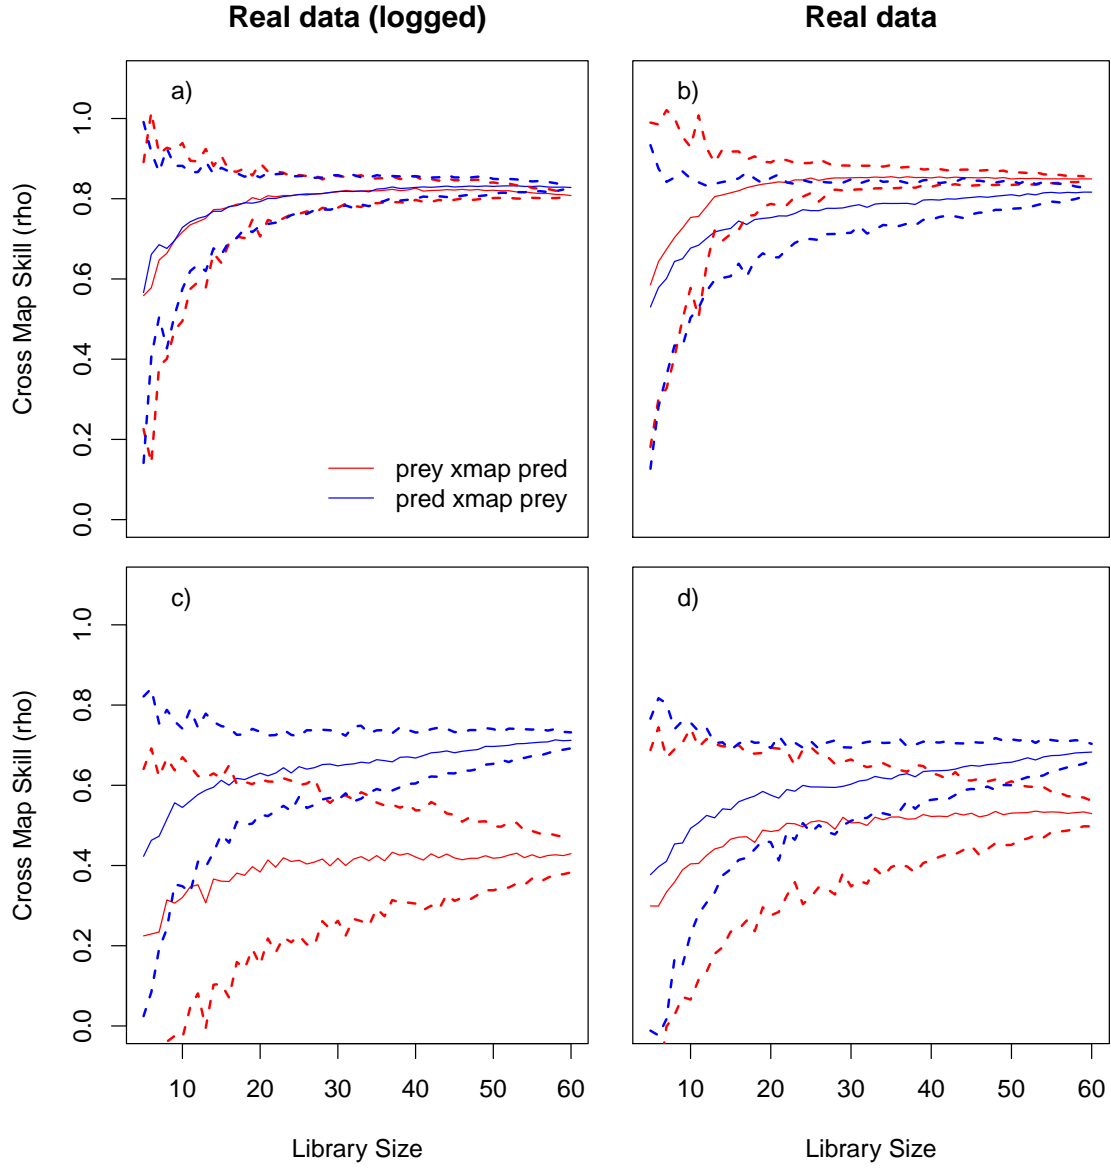 Real data (logged)
Real data
a)
b)
Cross Map Skill (rho)
1.0
0.8
0.6
0.4
0.2
0.0
prey xmap pred
pred xmap prey
c)
d)
Cross Map Skill (rho)
1.0
0.8
0.6
0.4
0.2
0.0
10 20 30 40 50 60
10 20 30 40 50 60
Library Size
Library Size